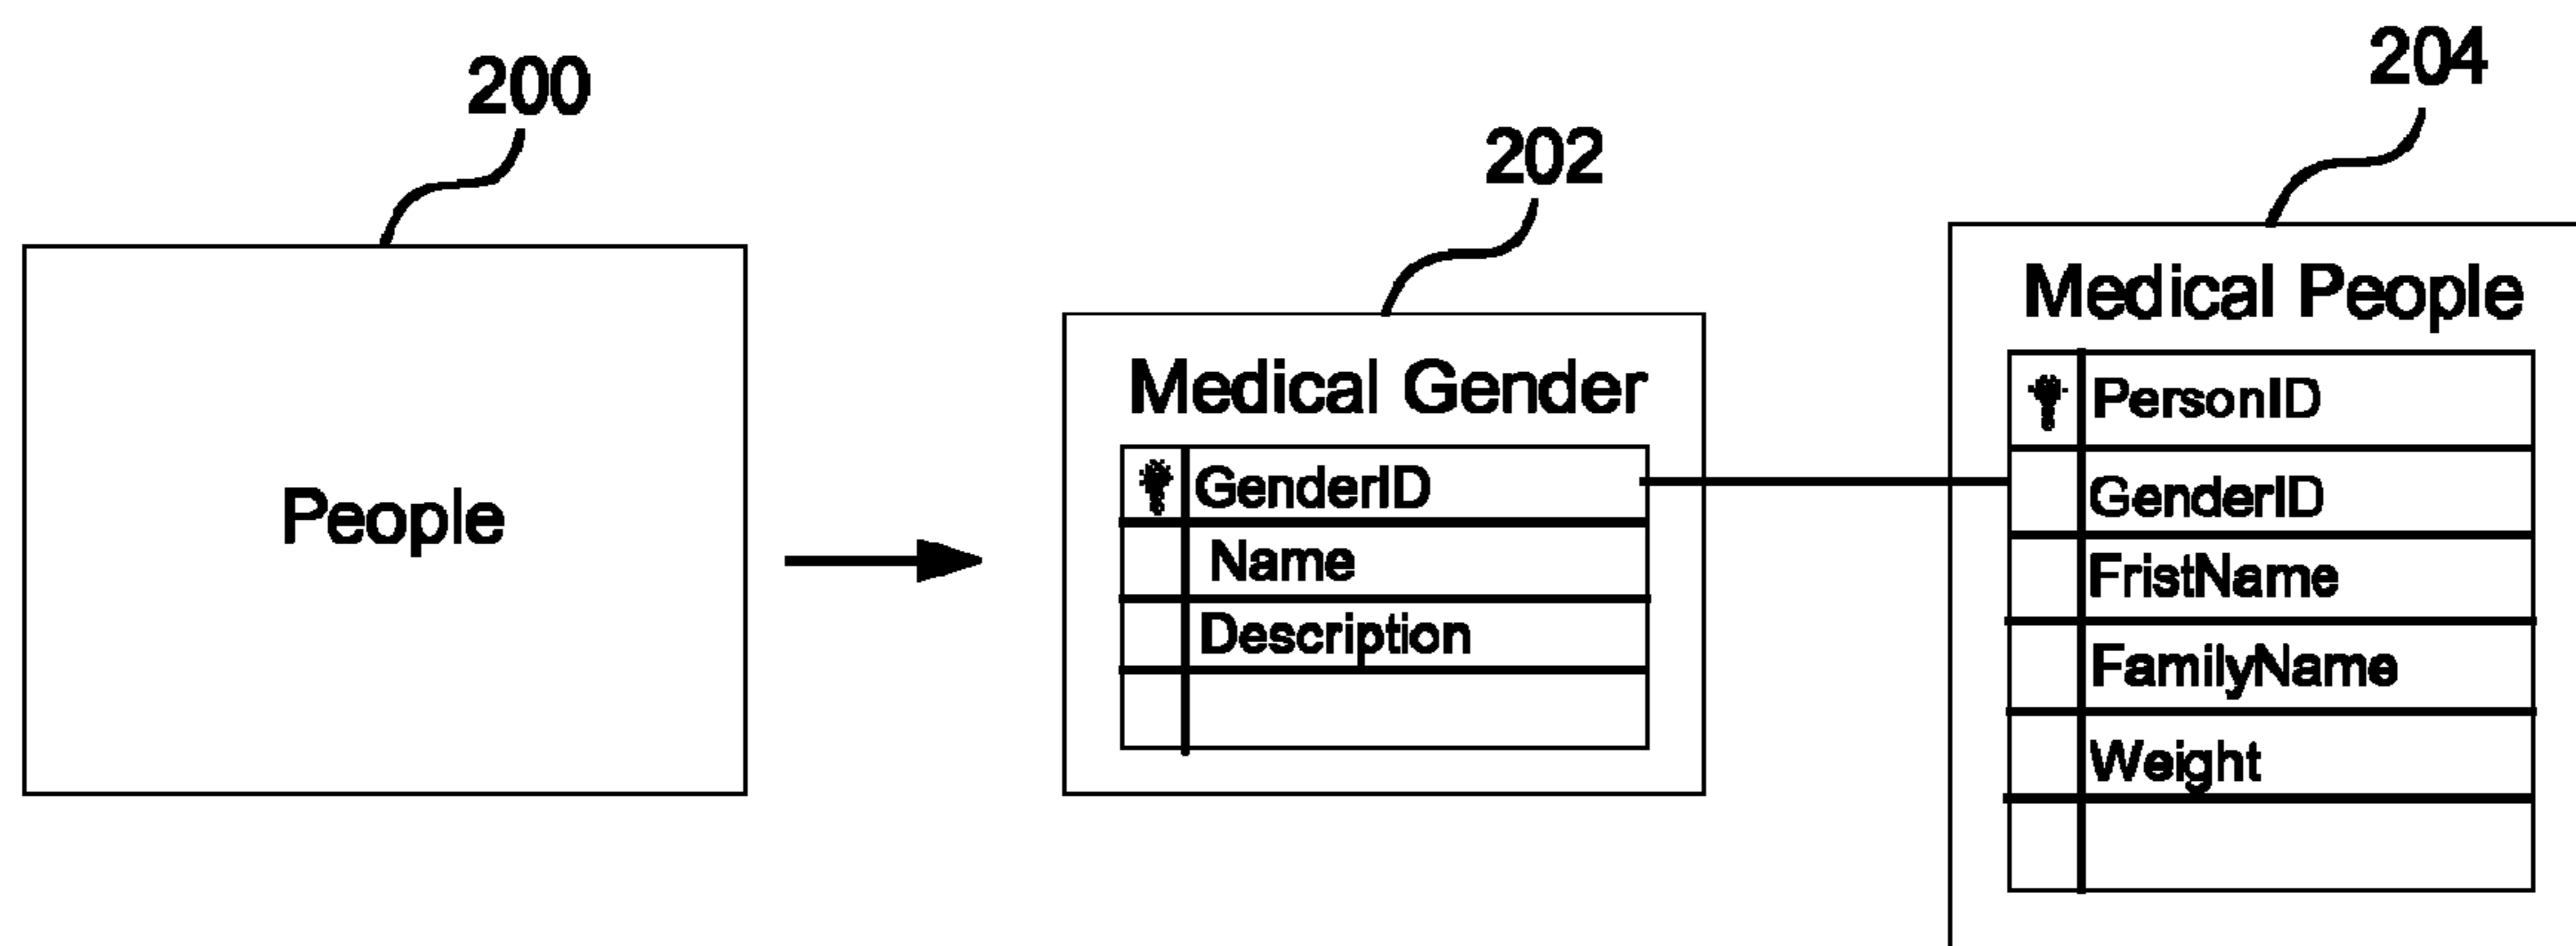 200
People
202
Medical Gender
GenderID
Name
Description
204
Medical People
PersonID
GenderID
FristName
FamilyName
Weight